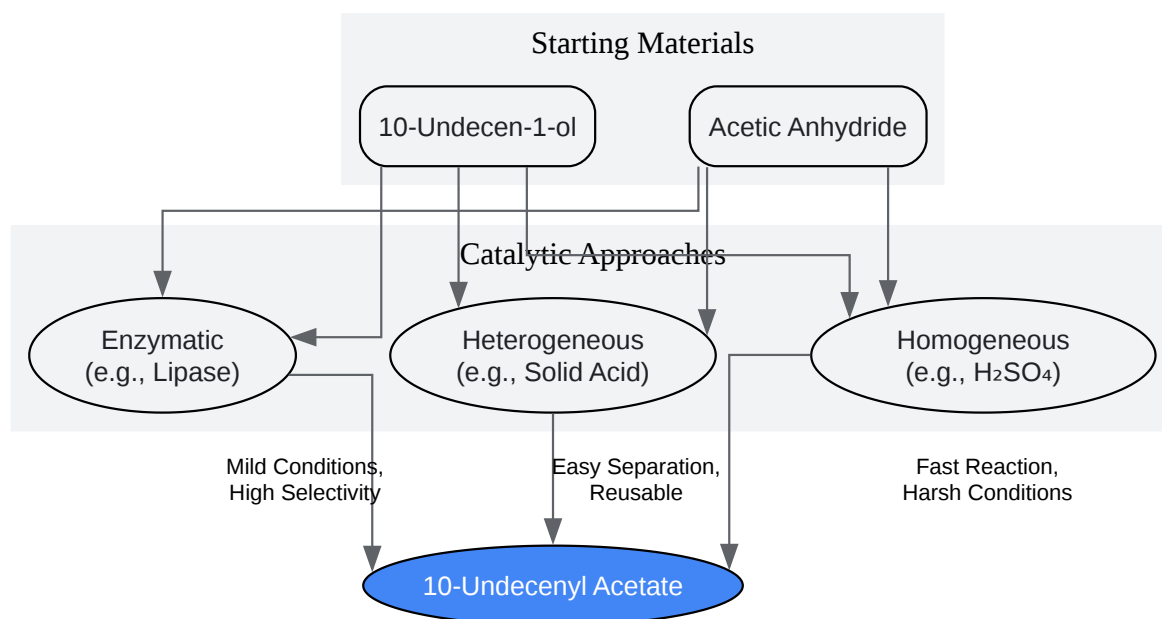 Starting Materials
10-Undecen-1-ol
Acetic Anhydride
Catalytic Approaches
Enzymatic
(e.g., Lipase)
Heterogeneous
(e.g., Solid Acid)
Homogeneous
(e.g., H₂SO₄)
Mild Conditions,
High Selectivity
Easy Separation,
Reusable
Fast Reaction,
Harsh Conditions
10-Undecenyl Acetate